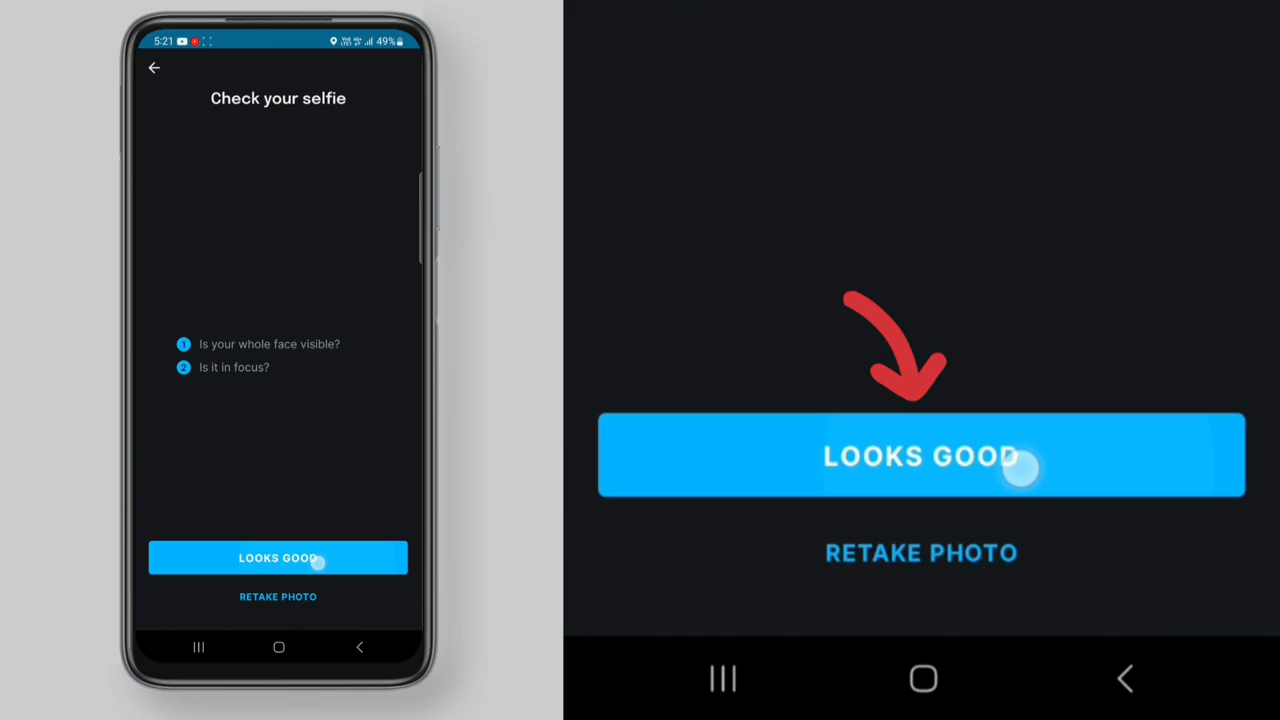 5:21
49%
Check your selfie
1 Is your whole face visible?
2 Is it in focus?
LOOKS GOOD
RETAKE PHOTO
LOOKS GOOD
RETAKE PHOTO